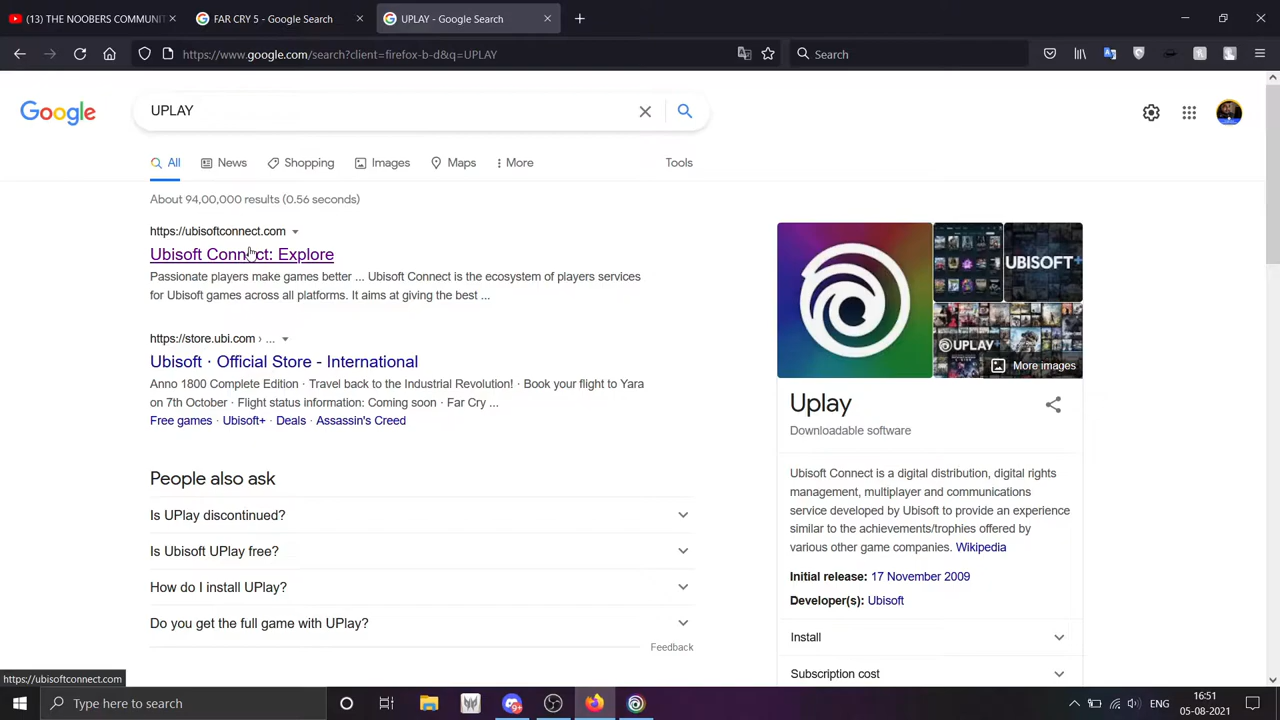 (13) THE NOOBERS COMMUNIT
FAR CRY 5 - Google Search
UPLAY - Google Search
https://www.google.com/search?client=firefox-b-d&q=UPLAY
Search
Google
UPLAY
All
News
Shopping
Images
Maps
More
Tools
About 94,00,000 results (0.56 seconds)
https://ubisoftconnect.com
Ubisoft Connect: Explore
Passionate players make games better ... Ubisoft Connect is the ecosystem of players services
for Ubisoft games across all platforms. It aims at giving the best ...
https://store.ubi.com › ...
Ubisoft · Official Store - International
Anno 1800 Complete Edition · Travel back to the Industrial Revolution! · Book your flight to Yara
on 7th October · Flight status information: Coming soon · Far Cry ...
Free games · Ubisoft+ · Deals · Assassin's Creed
People also ask
Is UPlay discontinued?
Is Ubisoft UPlay free?
How do I install UPlay?
Do you get the full game with UPlay?
Feedback
UBISOFT+
UPLAY+
More images
Uplay
Downloadable software
Ubisoft Connect is a digital distribution, digital rights
management, multiplayer and communications
service developed by Ubisoft to provide an experience
similar to the achievements/trophies offered by
various other game companies. Wikipedia
Initial release: 17 November 2009
Developer(s): Ubisoft
Install
Subscription cost
https://ubisoftconnect.com
Type here to search
ENG
16:51
05-08-2021